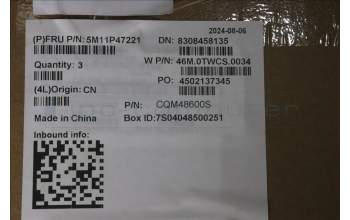 2024-08-06
(P)FRU P/N: 5M11P47221 DN: 8308458135
Quantity: 3 W P/N: 46M.0TWCS.0034
PO: 4502137345
(4L)Origin: CN
P/N: CQM48600S
Made in China Box ID:7S04048500251
Inbound info: